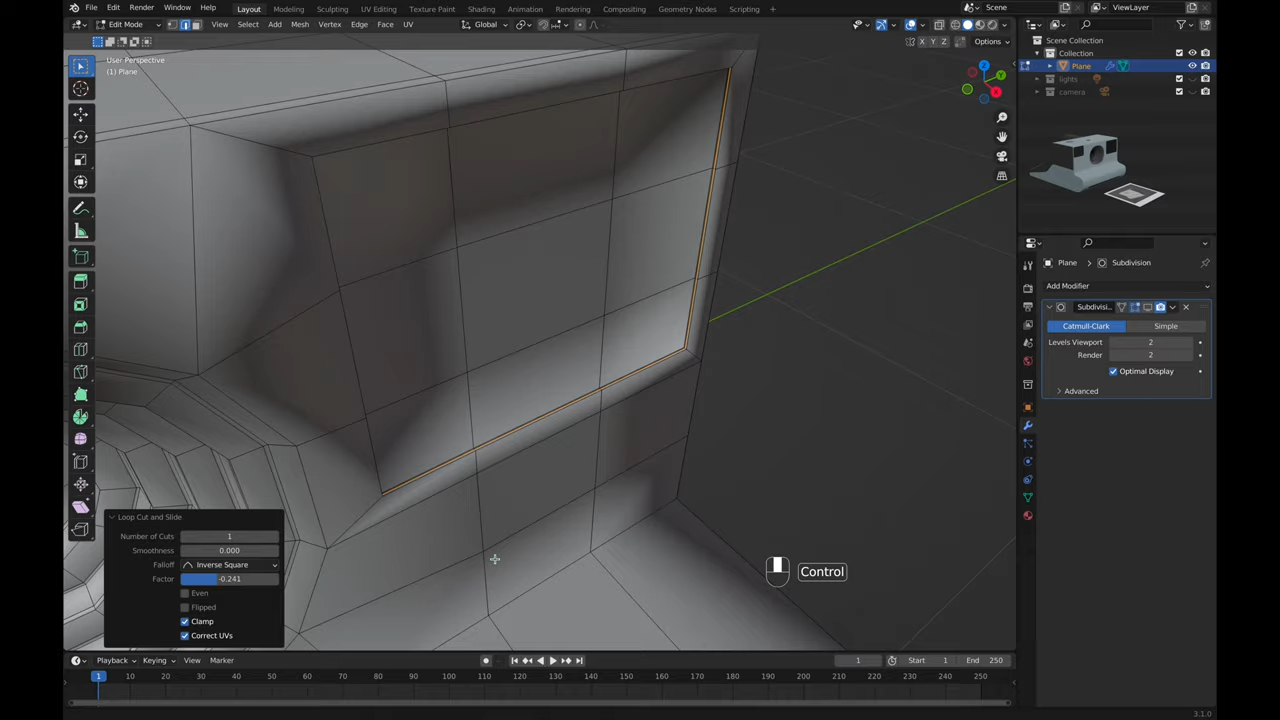 File Edit Render Window Help Layout Modeling Sculpting UV Editing Texture Paint Shading Animation Rendering Compositing Geometry Nodes Scripting Scene ViewLayer
Edit Mode View Select Add Mesh Vertex Edge Face UV Global
Options
X Y Z
User Perspective
(1) Plane
Z
Y
X
Scene Collection
Collection
Plane
lights
camera
Plane Subdivision
Add Modifier
Subdivisi...
Catmull-Clark Simple
Levels Viewport 2
Render 2
Optimal Display
Advanced
Loop Cut and Slide
Number of Cuts 1
Smoothness 0.000
Falloff Inverse Square
Factor -0.241
Even
Flipped
Clamp
Correct UVs
Control
Playback Keying View Marker 1 Start 1 End 250
1 10 20 30 40 50 60 70 80 90 100 110 120 130 140 150 160 170 180 190 200 210 220 230 240 250
3.1.0